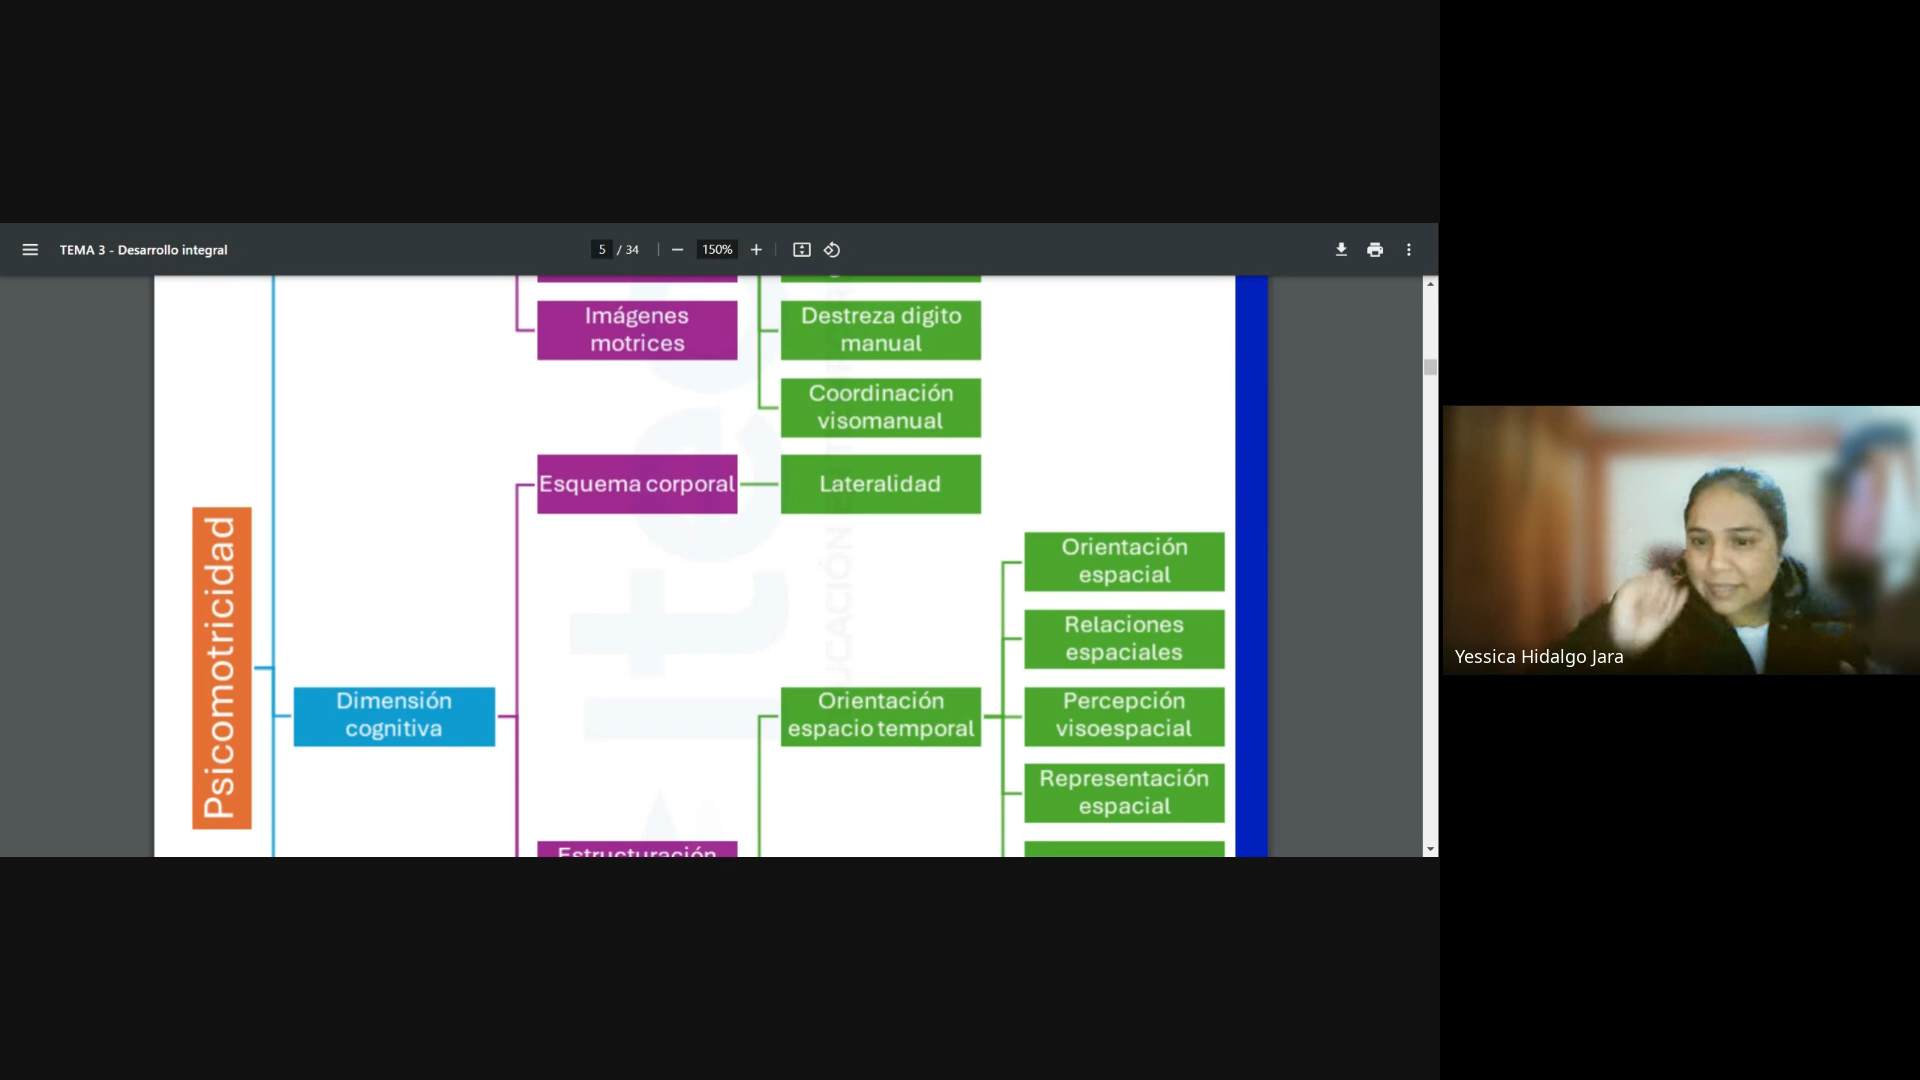 TEMA 3 - Desarrollo integral
5 / 34
150%
Imágenes
motrices
Destreza digito
manual
Coordinación
visomanual
Esquema corporal
Lateralidad
Psicomotricidad
Dimensión
cognitiva
Orientación
espacio temporal
Orientación
espacial
Relaciones
espaciales
Percepción
visoespacial
Representación
espacial
Estructuración
Yessica Hidalgo Jara